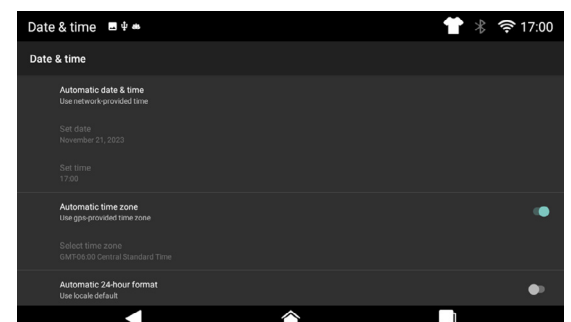 Date & time 17:00
Date & time
Automatic date & time
Use network-provided time
Set date
November 21, 2023
Set time
17:00
Automatic time zone
Use gps-provided time zone
Select time zone
GMT-06:00 Central Standard Time
Automatic 24-hour format
Use locale default